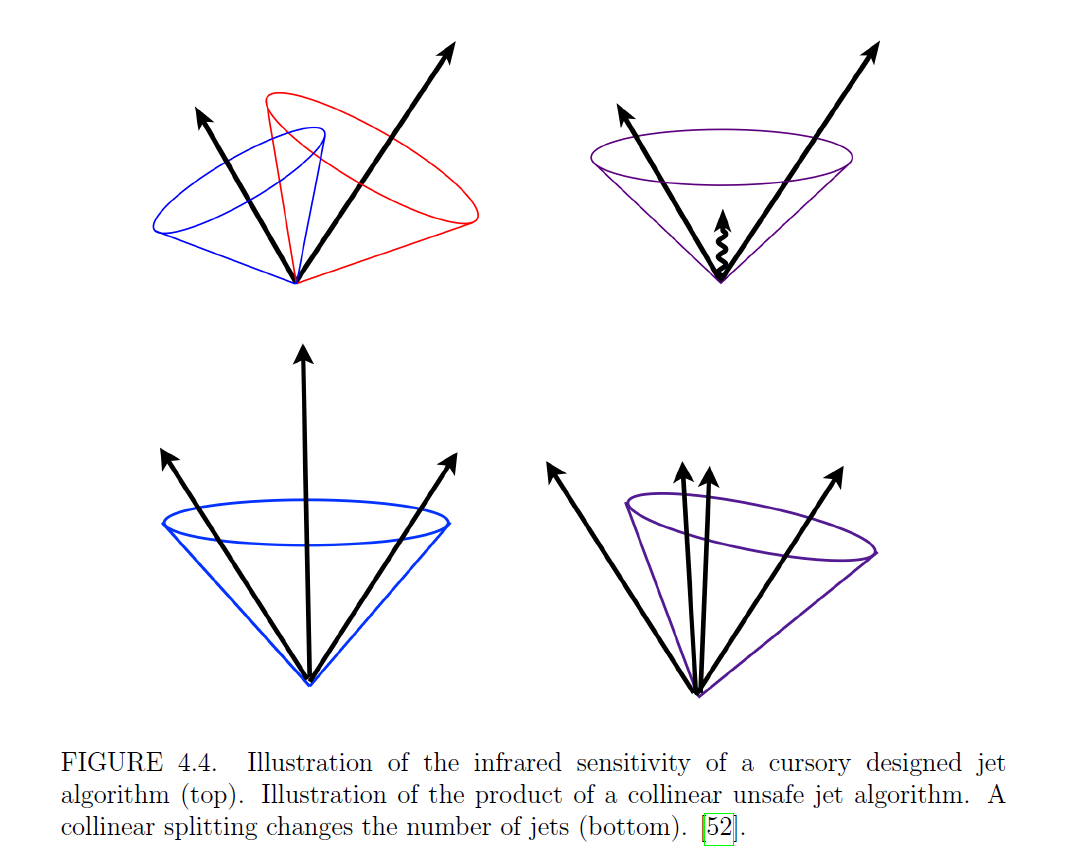 FIGURE 4.4. Illustration of the infrared sensitivity of a cursory designed jet
algorithm (top). Illustration of the product of a collinear unsafe jet algorithm. A
collinear splitting changes the number of jets (bottom). [52].